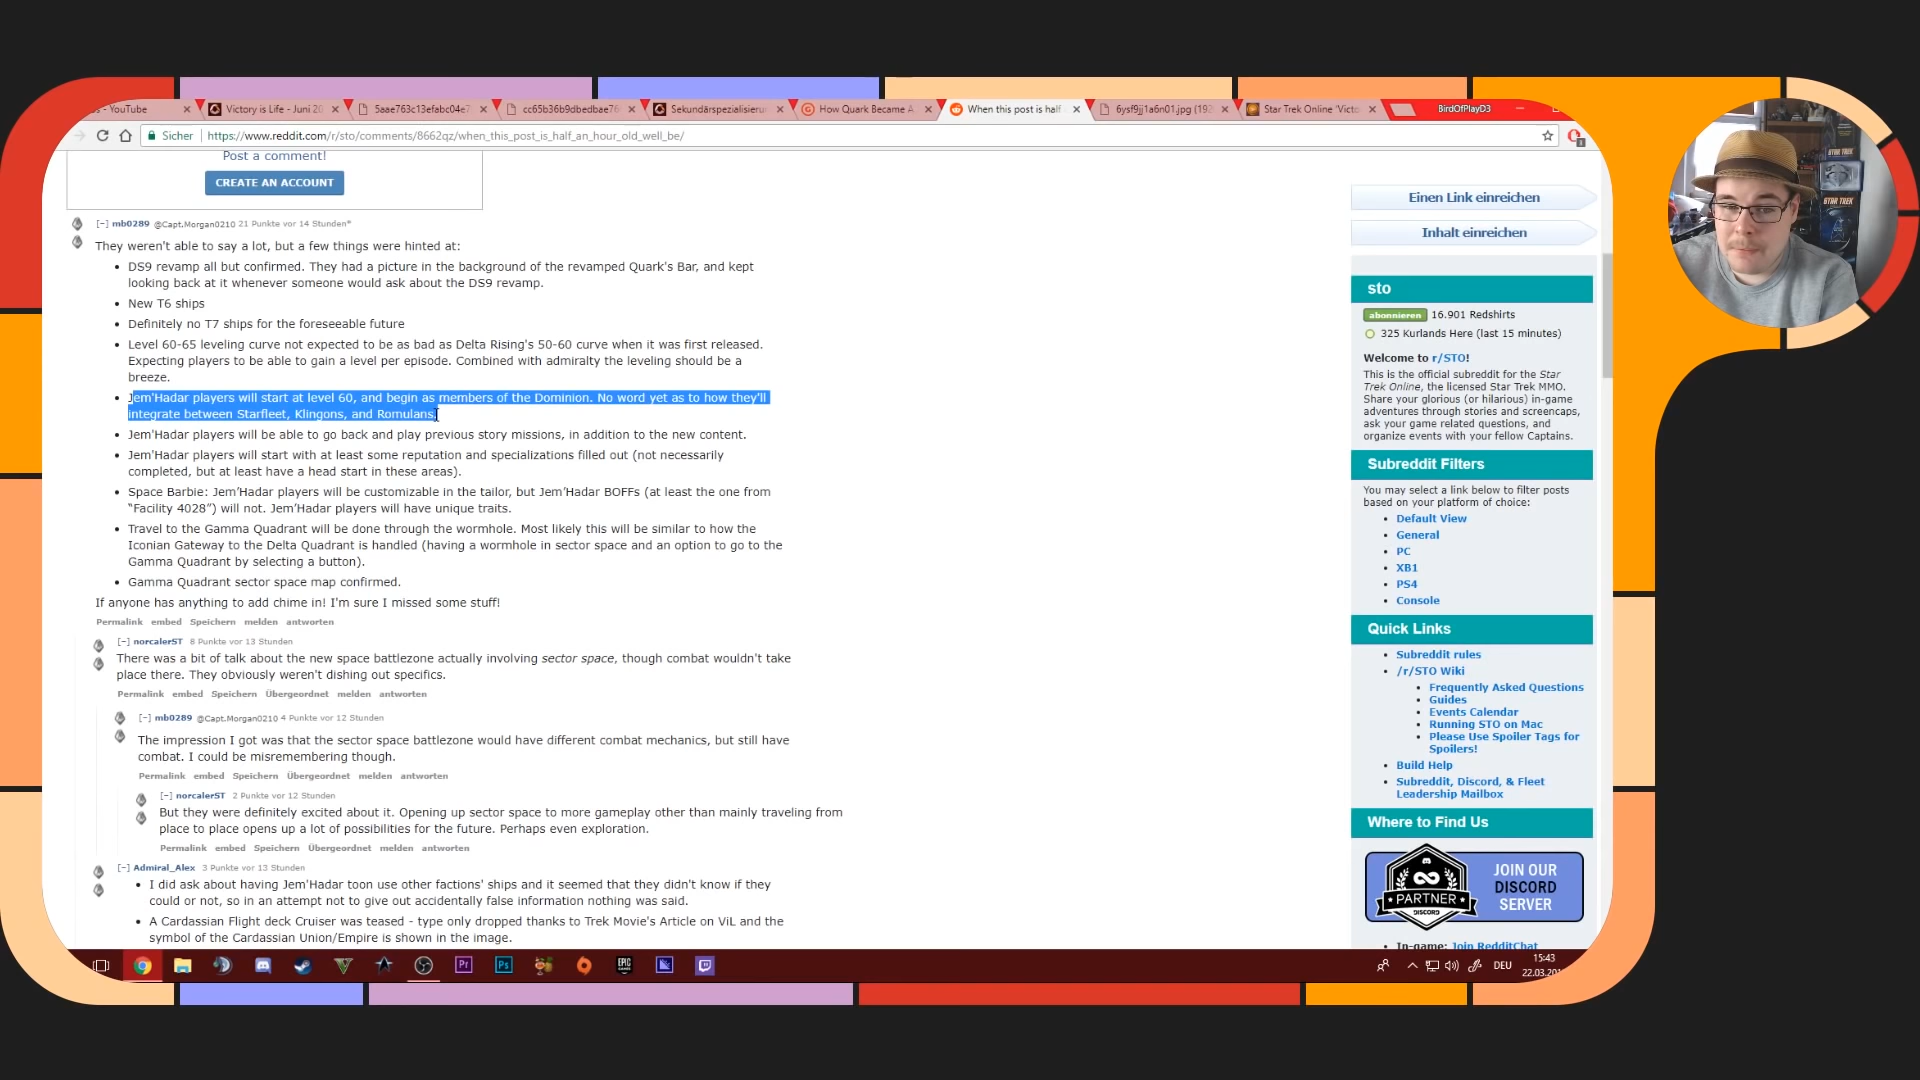 s - YouTube
Victory is Life - Juni 20
5aae763c13efabc04e7
cc65b36b9dbedbae76
Sekundärspezialisieru
How Quark Became A
When this post is half
6ysf9jj1a6n01.jpg (192
Star Trek Online 'Victo
BirdOfPlayD3
Sicher
https://www.reddit.com/r/sto/comments/8662qz/when_this_post_is_half_an_hour_old_well_be/
Post a comment!
CREATE AN ACCOUNT
[-] mb0289 @Capt.Morgan0210 21 Punkte vor 14 Stunden*
They weren't able to say a lot, but a few things were hinted at:
• DS9 revamp all but confirmed. They had a picture in the background of the revamped Quark's Bar, and kept
looking back at it whenever someone would ask about the DS9 revamp.
• New T6 ships
• Definitely no T7 ships for the foreseeable future
• Level 60-65 leveling curve not expected to be as bad as Delta Rising's 50-60 curve when it was first released.
Expecting players to be able to gain a level per episode. Combined with admiralty the leveling should be a
breeze.
• Jem'Hadar players will start at level 60, and begin as members of the Dominion. No word yet as to how they'll
integrate between Starfleet, Klingons, and Romulans.
• Jem'Hadar players will be able to go back and play previous story missions, in addition to the new content.
• Jem'Hadar players will start with at least some reputation and specializations filled out (not necessarily
completed, but at least have a head start in these areas).
• Space Barbie: Jem’Hadar players will be customizable in the tailor, but Jem’Hadar BOFFs (at least the one from
“Facility 4028”) will not. Jem’Hadar players will have unique traits.
• Travel to the Gamma Quadrant will be done through the wormhole. Most likely this will be similar to how the
Iconian Gateway to the Delta Quadrant is handled (having a wormhole in sector space and an option to go to the
Gamma Quadrant by selecting a button).
• Gamma Quadrant sector space map confirmed.
If anyone has anything to add chime in! I'm sure I missed some stuff!
Permalink embed Speichern melden antworten
[-] norcalerST 8 Punkte vor 13 Stunden
There was a bit of talk about the new space battlezone actually involving sector space, though combat wouldn't take
place there. They obviously weren't dishing out specifics.
Permalink embed Speichern Übergeordnet melden antworten
[-] mb0289 @Capt.Morgan0210 4 Punkte vor 12 Stunden
The impression I got was that the sector space battlezone would have different combat mechanics, but still have
combat. I could be misremembering though.
Permalink embed Speichern Übergeordnet melden antworten
[-] norcalerST 2 Punkte vor 12 Stunden
But they were definitely excited about it. Opening up sector space to more gameplay other than mainly traveling from
place to place opens up a lot of possibilities for the future. Perhaps even exploration.
Permalink embed Speichern Übergeordnet melden antworten
[-] Admiral_Alex 3 Punkte vor 13 Stunden
• I did ask about having Jem'Hadar toon use other factions' ships and it seemed that they didn't know if they
could or not, so in an attempt not to give out accidentally false information nothing was said.
• A Cardassian Flight deck Cruiser was teased - type only dropped thanks to Trek Movie's Article on ViL and the
symbol of the Cardassian Union/Empire is shown in the image.
Einen Link einreichen
Inhalt einreichen
sto
abonnieren 16.901 Redshirts
325 Kurlands Here (last 15 minutes)
Welcome to r/STO!
This is the official subreddit for the Star
Trek Online, the licensed Star Trek MMO.
Share your glorious (or hilarious) in-game
adventures through stories and screencaps,
ask your game related questions, and
organize events with your fellow Captains.
Subreddit Filters
You may select a link below to filter posts
based on your platform of choice:
• Default View
• General
• PC
• XB1
• PS4
• Console
Quick Links
• Subreddit rules
• /r/STO Wiki
• Frequently Asked Questions
• Guides
• Events Calendar
• Running STO on Mac
• Please Use Spoiler Tags for
Spoilers!
• Build Help
• Subreddit, Discord, & Fleet
Leadership Mailbox
Where to Find Us
PARTNER
DISCORD
JOIN OUR
DISCORD
SERVER
• In-game: Join RedditChat
Pr
Ps
EPIC
GAMES
DEU
15:43
22.03.20
STAR TREK
STAR TREK